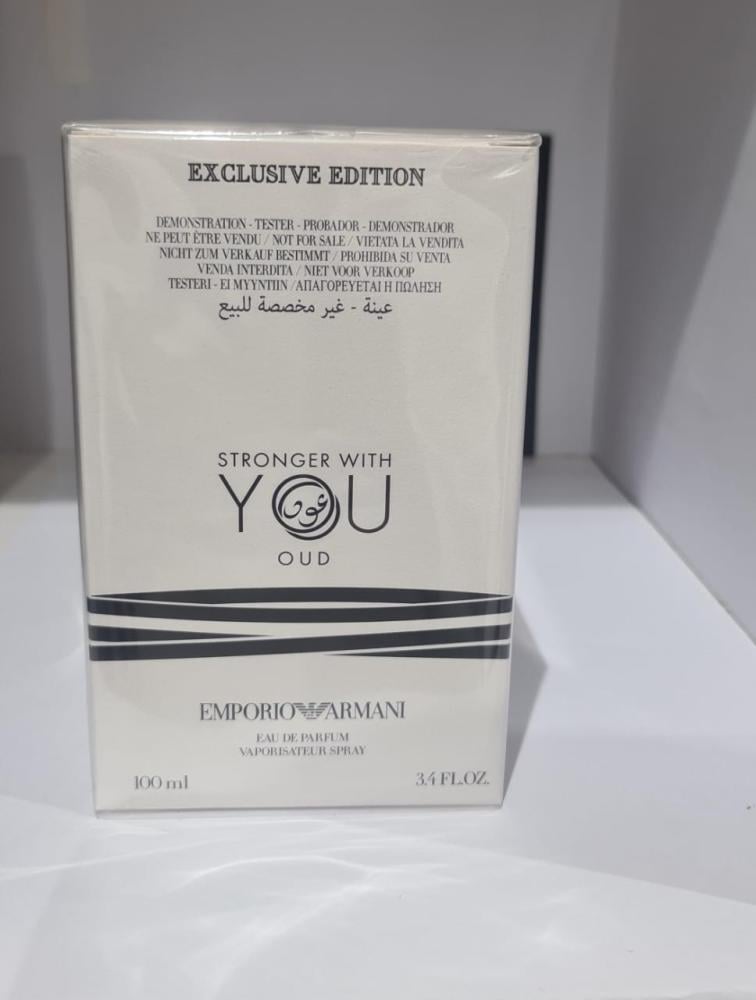 EXCLUSIVE EDITION
DEMONSTRATION - TESTER - PROBADOR - DEMONSTRADOR
NE PEUT ÊTRE VENDU / NOT FOR SALE / VIETATA LA VENDITA
NICHT ZUM VERKAUF BESTIMMT / PROHIBIDA SU VENTA
VENDA INTERDITA / NIET VOOR VERKOOP
TESTERI - EI MYYNTIIN / ΑΠΑΓΟΡΕΥΕΤΑΙ Η ΠΩΛΗΣΗ
عينة - غير مخصصة للبيع
STRONGER WITH
YOU
عود
OUD
EMPORIO ARMANI
EAU DE PARFUM
VAPORISATEUR SPRAY
100 ml
3.4 FL.OZ.